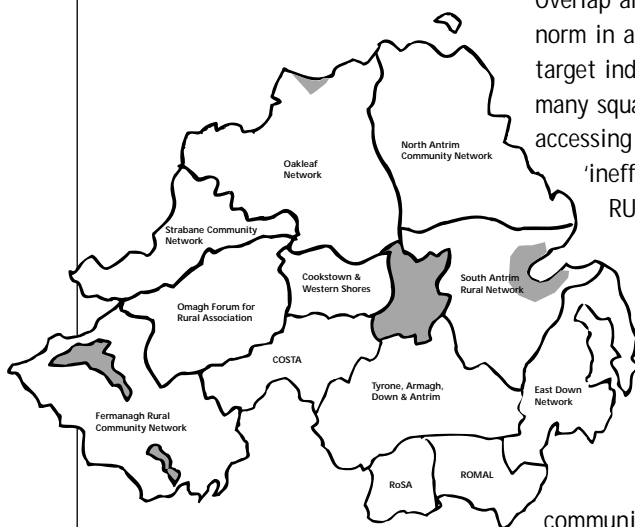 Overlap an
norm in a
target ind
many squa
accessing
'ineff
RU
Oakleaf
Network
North Antrim
Community Network
Strabane Community
Network
Cookstown &
Western Shores
South Antrim
Rural Network
Omagh Forum for
Rural Association
COSTA
Tyrone, Armagh,
Down & Antrim
East Down
Network
Fermanagh Rural
Community Network
RoSA
ROMAL
communi